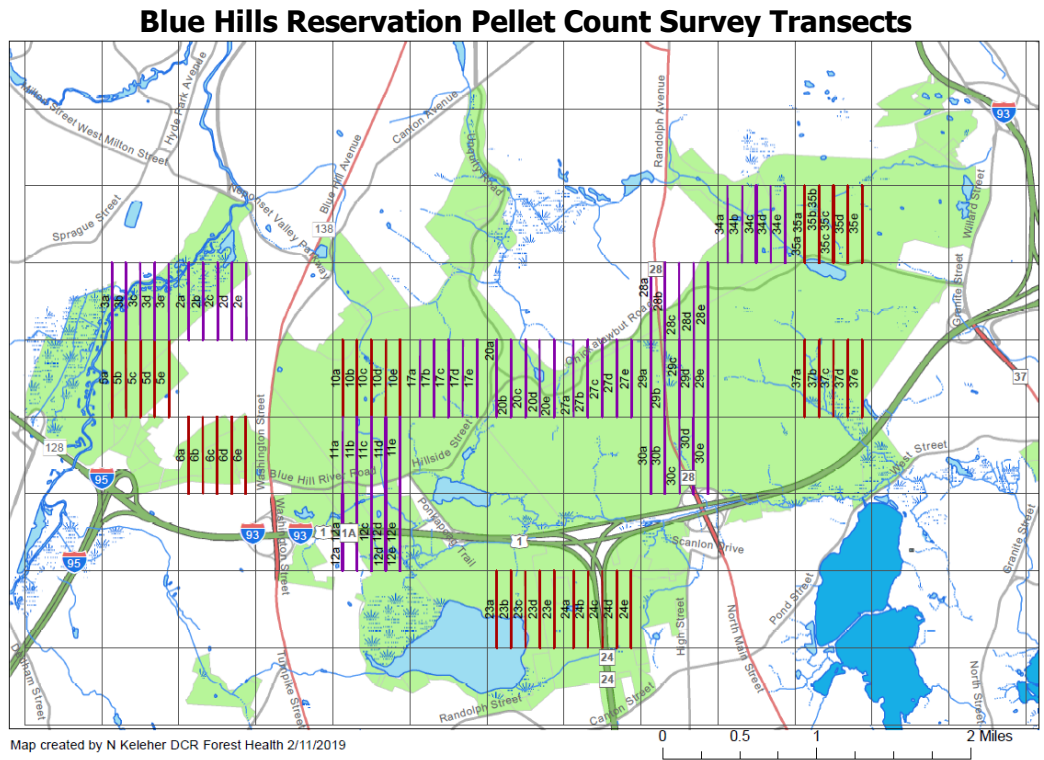 Blue Hills Reservation Pellet Count Survey Transects
Milton Street West Milton Street
Hyde Park Avenue
Sprague Street
Neponset Valley Parkway
Blue Hill Avenue
138
Canton Avenue
Unquity Road
Randolph Avenue
93
Willard Street
34a 34b 34c 34d 34e
35a 35a 35b 35b 35c 35c 35d 35e
3a 3b 3c 3d 3e 2a 2b 2c 2d 2e
28
28a 28b 28c 28d 28e
Chickatawbut Road
Granite Street
6a 5b 5c 5d 5e
10a 10b 10c 10d 10e
17a 17b 17c 17d 17e
20a 20b 20c 20d 20e
27a 27b 27c 27d 27e
29a 29b 29c 29d 29e
37a 37b 37c 37d 37e
37
128
6a 6b 6c 6d 6e
Washington Street
11a 11b 11c 11d 11e
Hillside Street
30a 30b 30c 30d 30e
West Street
Blue Hill River Road
95
28
Washington Street
93
93
1
1A
12a 12a 12c 12d 12d 12e 12e
Ponkapoag Trail
1
Scanlon Drive
Granite Street
95
23a 23b 23c 23d 23e
24a 24b 24c 24d 24e
High Street
North Main Street
Pond Street
Dedham Street
Turnpike Street
24
24
Randolph Street
Canton Street
North Street
Map created by N Keleher DCR Forest Health 2/11/2019
0 0.5 1 2 Miles